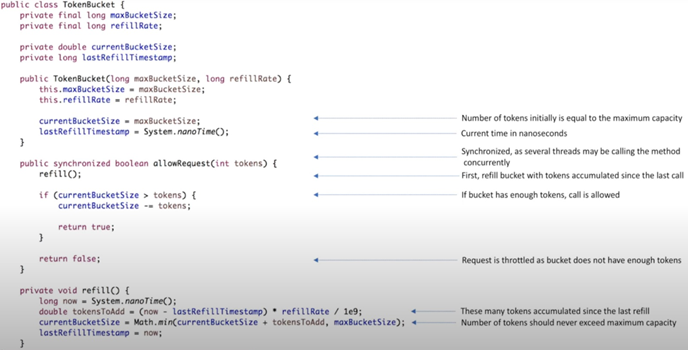 public class TokenBucket {
private final long maxBucketSize;
private final long refillRate;
private double currentBucketSize;
private long lastRefillTimestamp;
public TokenBucket(long maxBucketSize, long refillRate) {
this.maxBucketSize = maxBucketSize;
this.refillRate = refillRate;
currentBucketSize = maxBucketSize;
Number of tokens initially is equal to the maximum capacity
lastRefillTimestamp = System.nanoTime();
Current time in nanoseconds
}
Synchronized, as several threads may be calling the method
concurrently
public synchronized boolean allowRequest(int tokens) {
refill();
First, refill bucket with tokens accumulated since the last call
if (currentBucketSize > tokens) {
If bucket has enough tokens, call is allowed
currentBucketSize -= tokens;
return true;
}
return false;
Request is throttled as bucket does not have enough tokens
}
private void refill() {
long now = System.nanoTime();
double tokensToAdd = (now - lastRefillTimestamp) * refillRate / 1e9;
These many tokens accumulated since the last refill
currentBucketSize = Math.min(currentBucketSize + tokensToAdd, maxBucketSize);
Number of tokens should never exceed maximum capacity
lastRefillTimestamp = now;
}